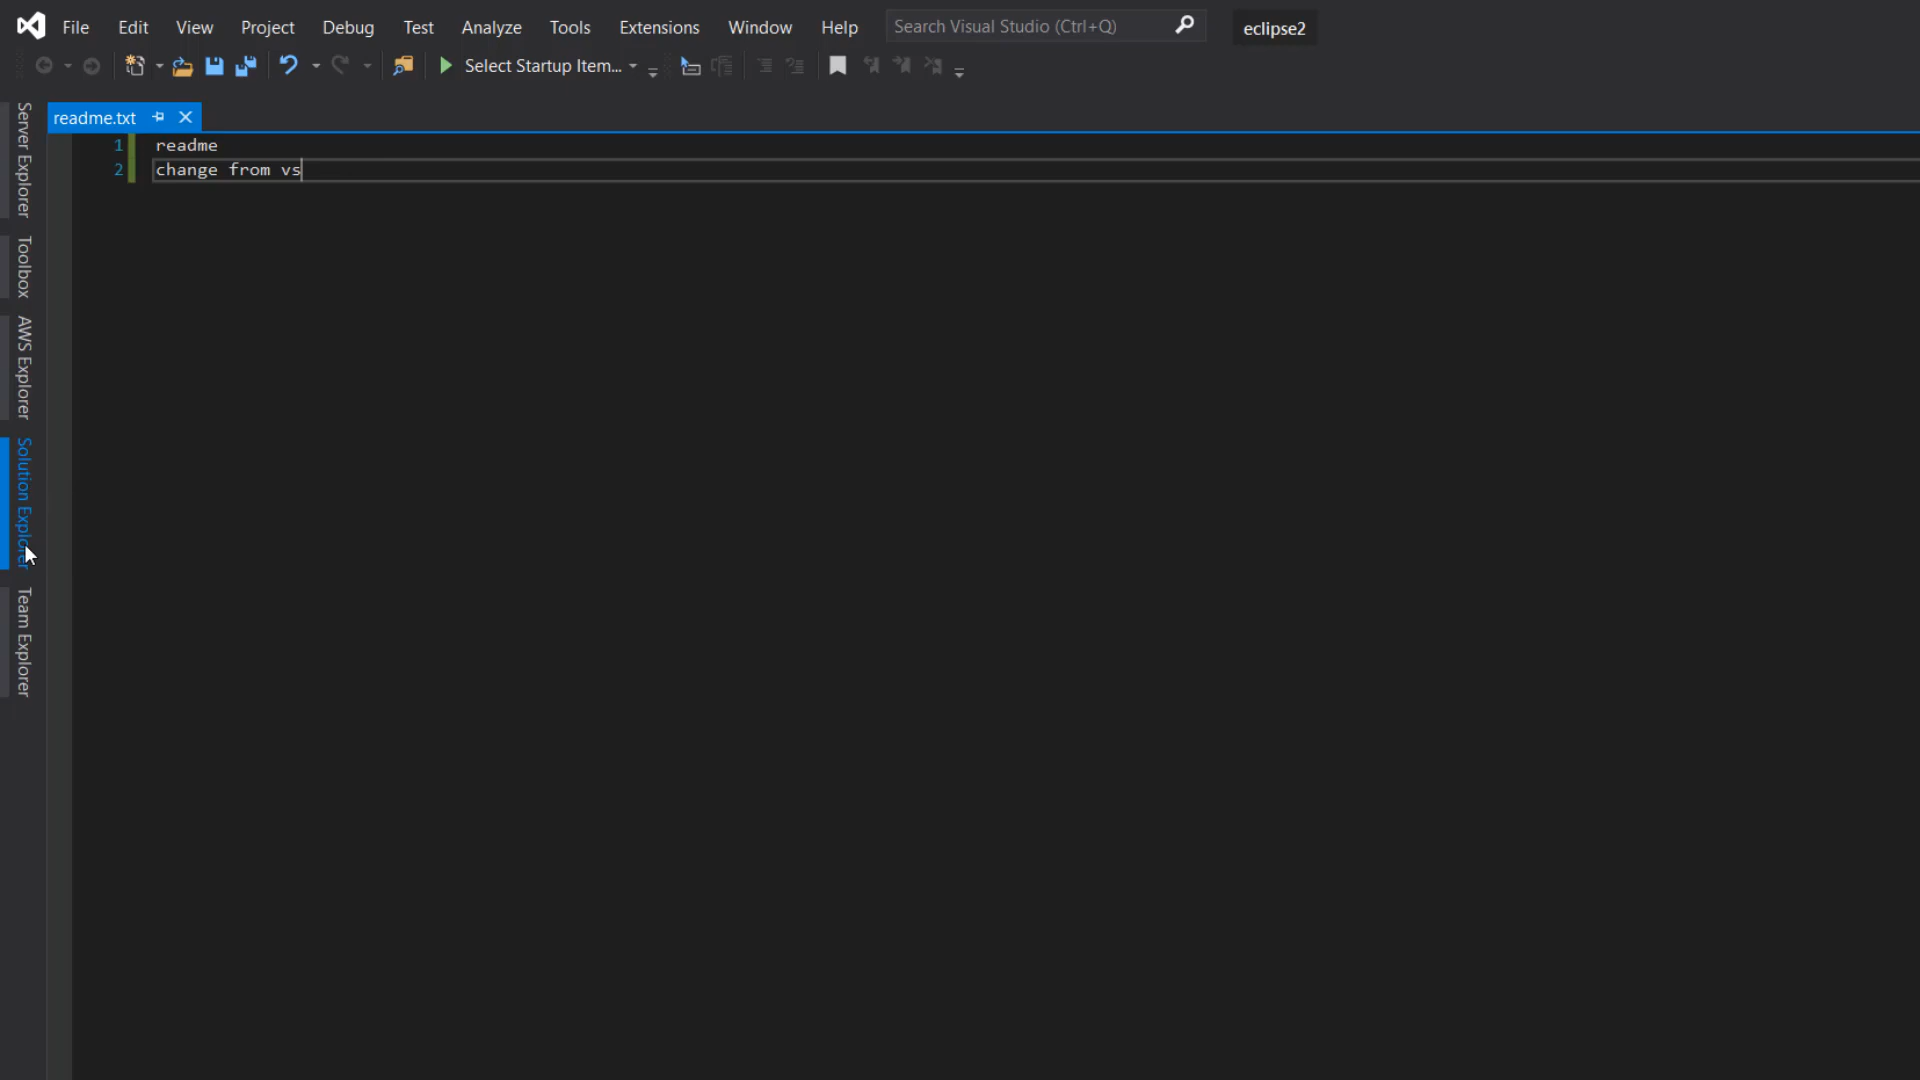 File Edit View Project Debug Test Analyze Tools Extensions Window Help Search Visual Studio (Ctrl+Q) eclipse2
Select Startup Item...
readme.txt
1 readme
2 change from vs
Server Explorer
Toolbox
AWS Explorer
Solution Explorer
Team Explorer